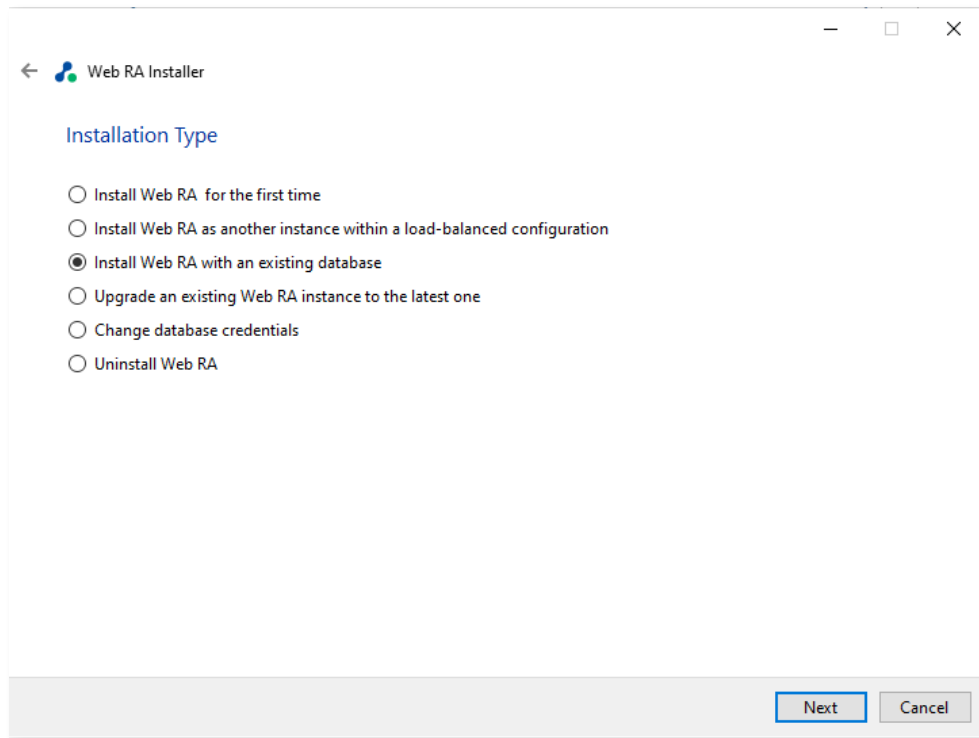 Web RA Installer
Installation Type
Install Web RA for the first time
Install Web RA as another instance within a load-balanced configuration
Install Web RA with an existing database
Upgrade an existing Web RA instance to the latest one
Change database credentials
Uninstall Web RA
Next Cancel